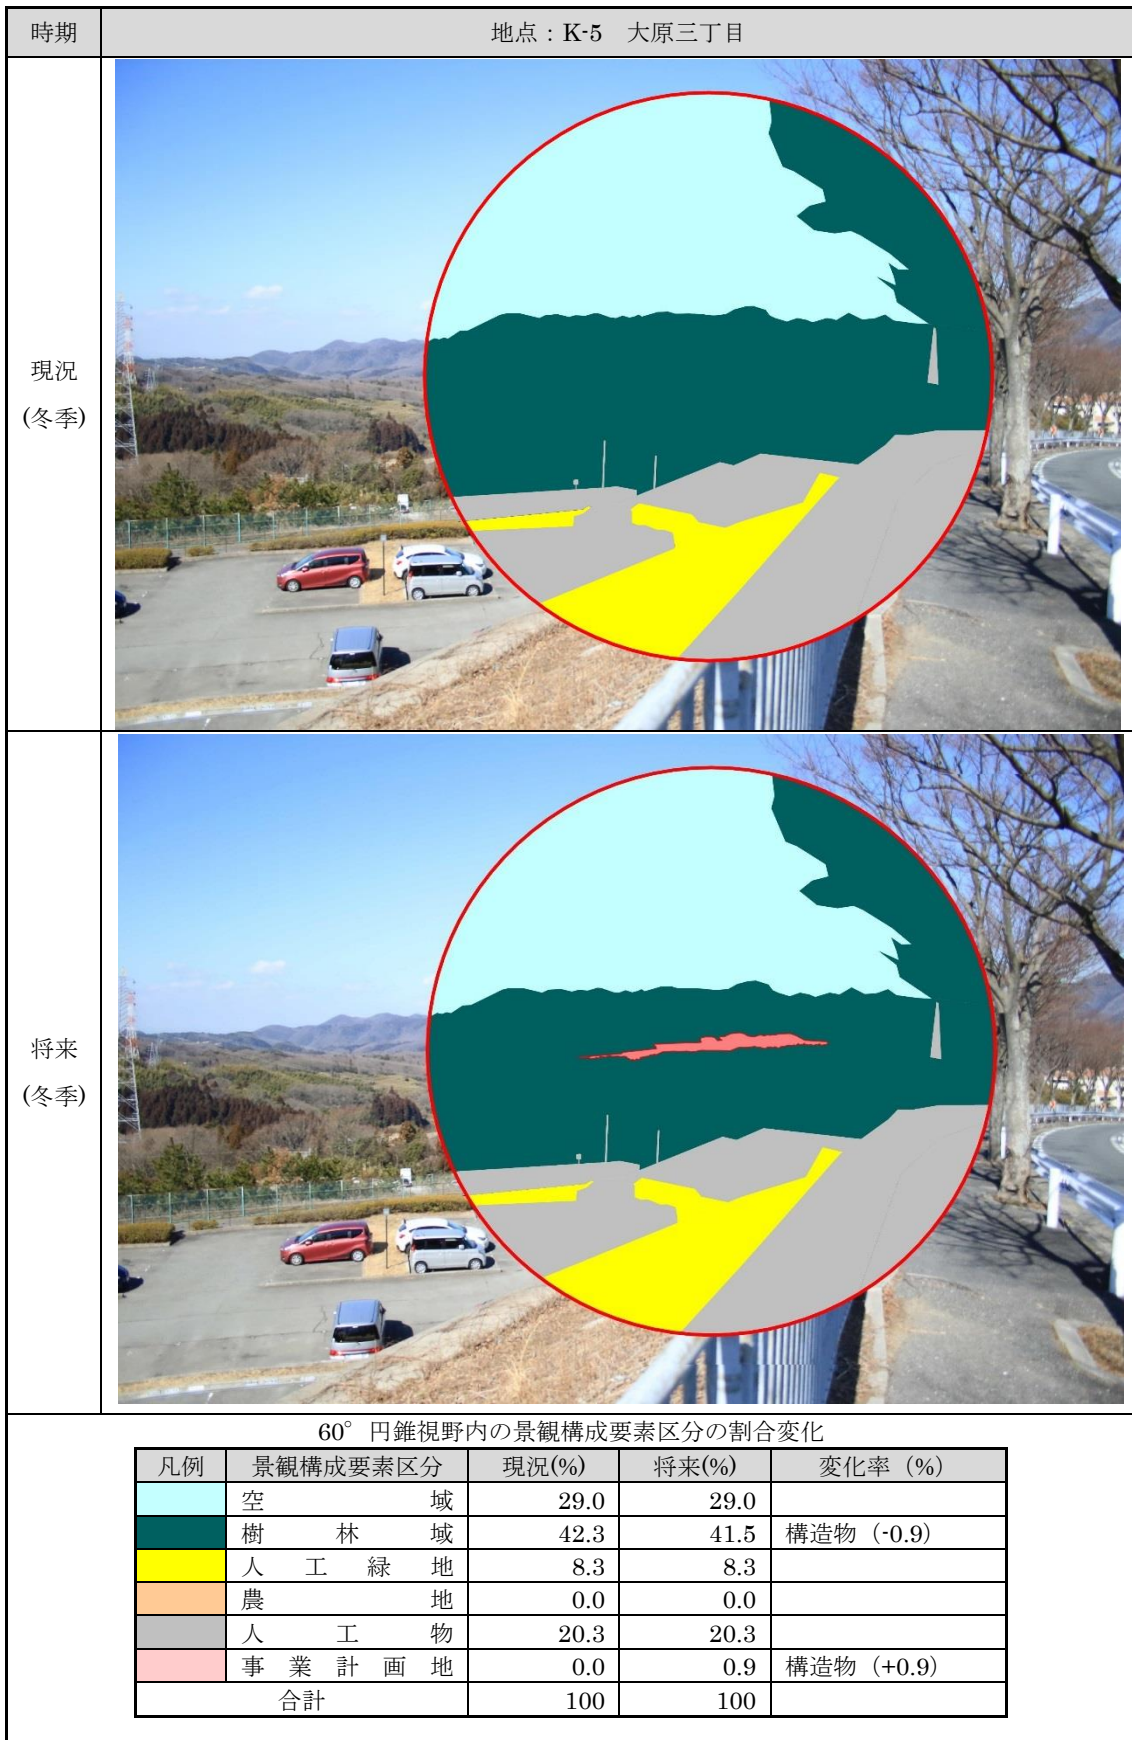 時期 地点：K-5 大原三丁目
現況
(冬季)
将来
(冬季)
60° 円錐視野内の景観構成要素区分の割合変化
凡例 景観構成要素区分 現況(%) 将来(%) 変化率（%）
空域 29.0 29.0
樹林域 42.3 41.5 構造物（-0.9）
人工緑地 8.3 8.3
農地 0.0 0.0
人工物 20.3 20.3
事業計画地 0.0 0.9 構造物（+0.9）
合計 100 100